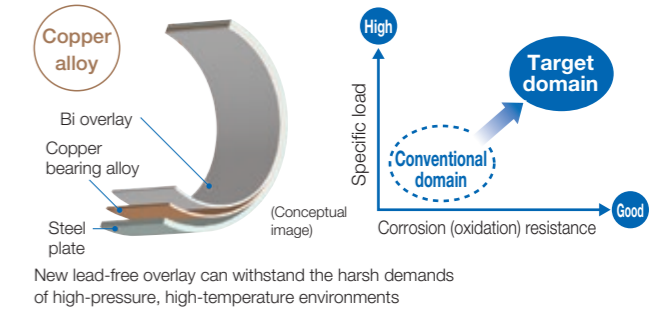 Copper
alloy
Bi overlay
Copper
bearing alloy
Steel
plate
(Conceptual
image)
High
Specific load
Target
domain
Conventional
domain
Good
Corrosion (oxidation) resistance
New lead-free overlay can withstand the harsh demands
of high-pressure, high-temperature environments